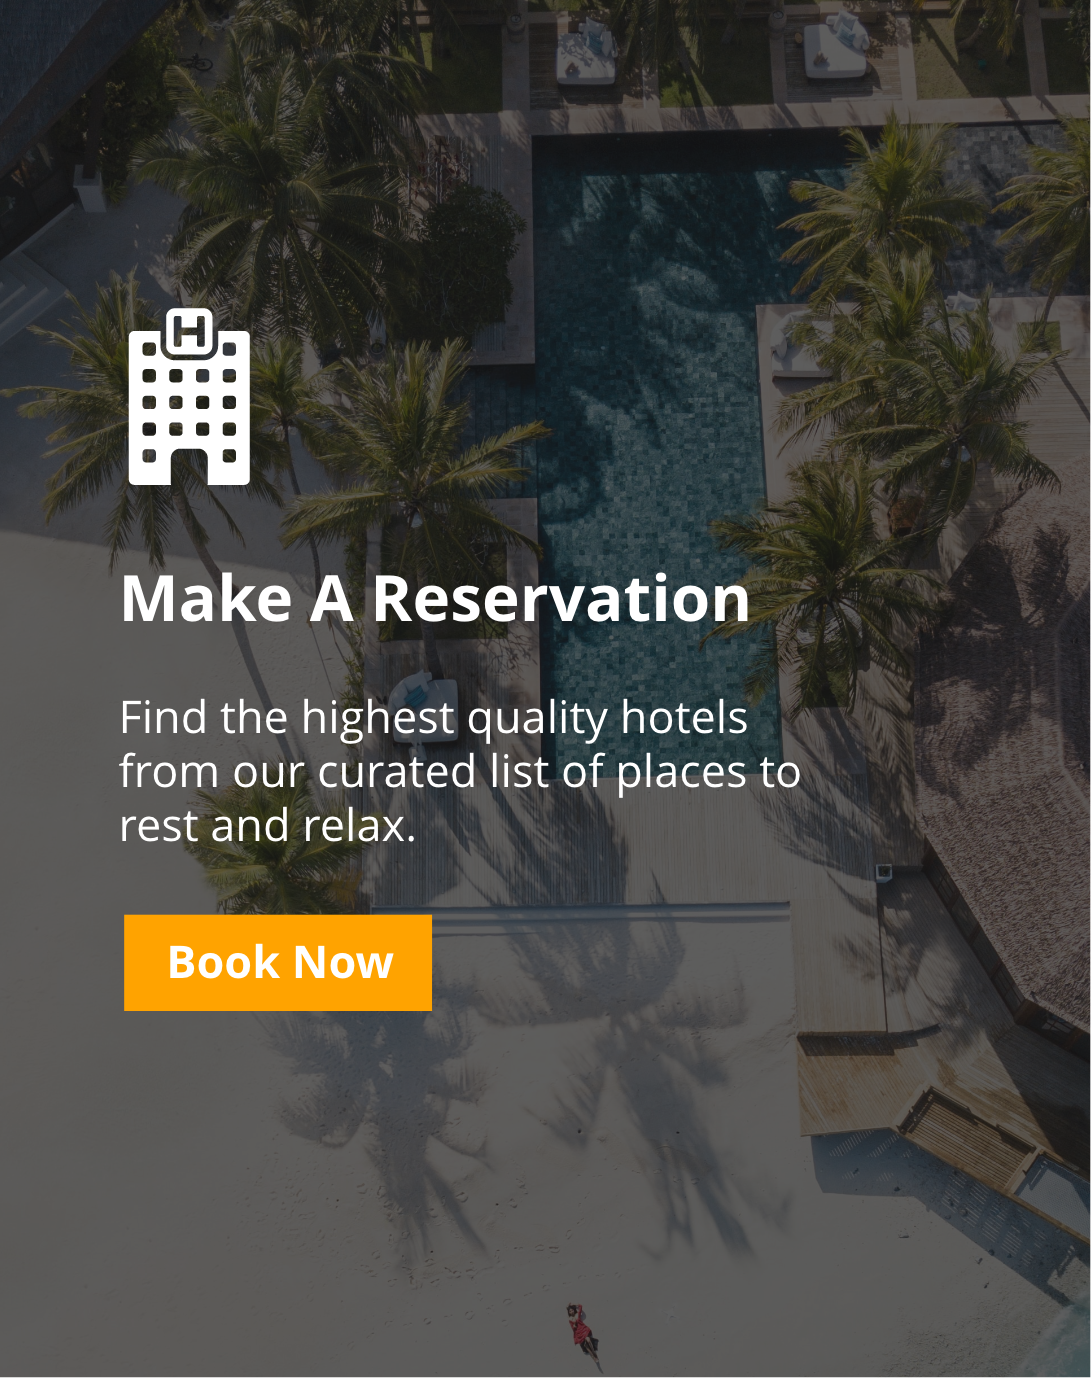 H
Make A Reservation
Find the highest quality hotels
from our curated list of places to
rest and relax.
Book Now